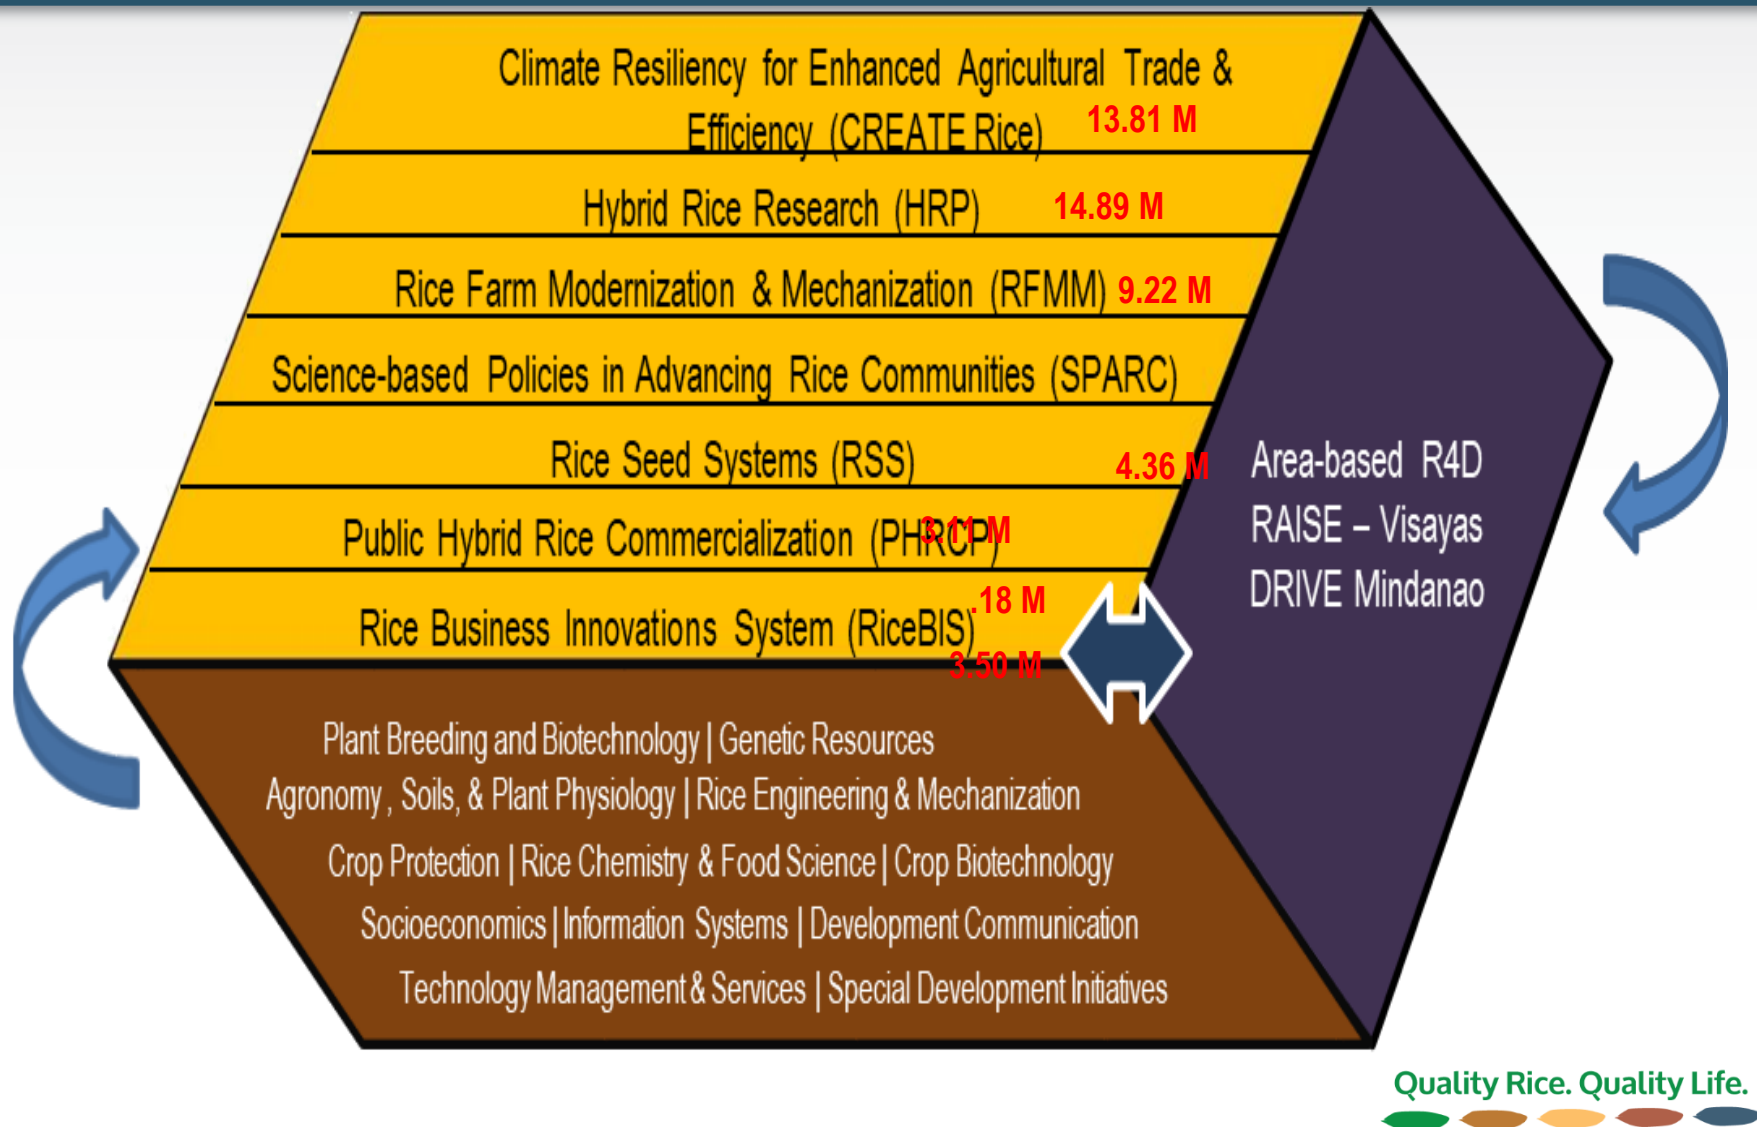 Climate Resiliency for Enhanced Agricultural Trade &
Efficiency (CREATE Rice) 13.81 M
Hybrid Rice Research (HRP) 14.89 M
Rice Farm Modernization & Mechanization (RFMM) 9.22 M
Science-based Policies in Advancing Rice Communities (SPARC)
Rice Seed Systems (RSS) 4.36 M
Public Hybrid Rice Commercialization (PHRCP) 3.11 M
.18 M
Rice Business Innovations System (RiceBIS)
3.50 M
Area-based R4D
RAISE – Visayas
DRIVE Mindanao
Plant Breeding and Biotechnology | Genetic Resources
Agronomy, Soils, & Plant Physiology | Rice Engineering & Mechanization
Crop Protection | Rice Chemistry & Food Science | Crop Biotechnology
Socioeconomics | Information Systems | Development Communication
Technology Management & Services | Special Development Initiatives
Quality Rice. Quality Life.